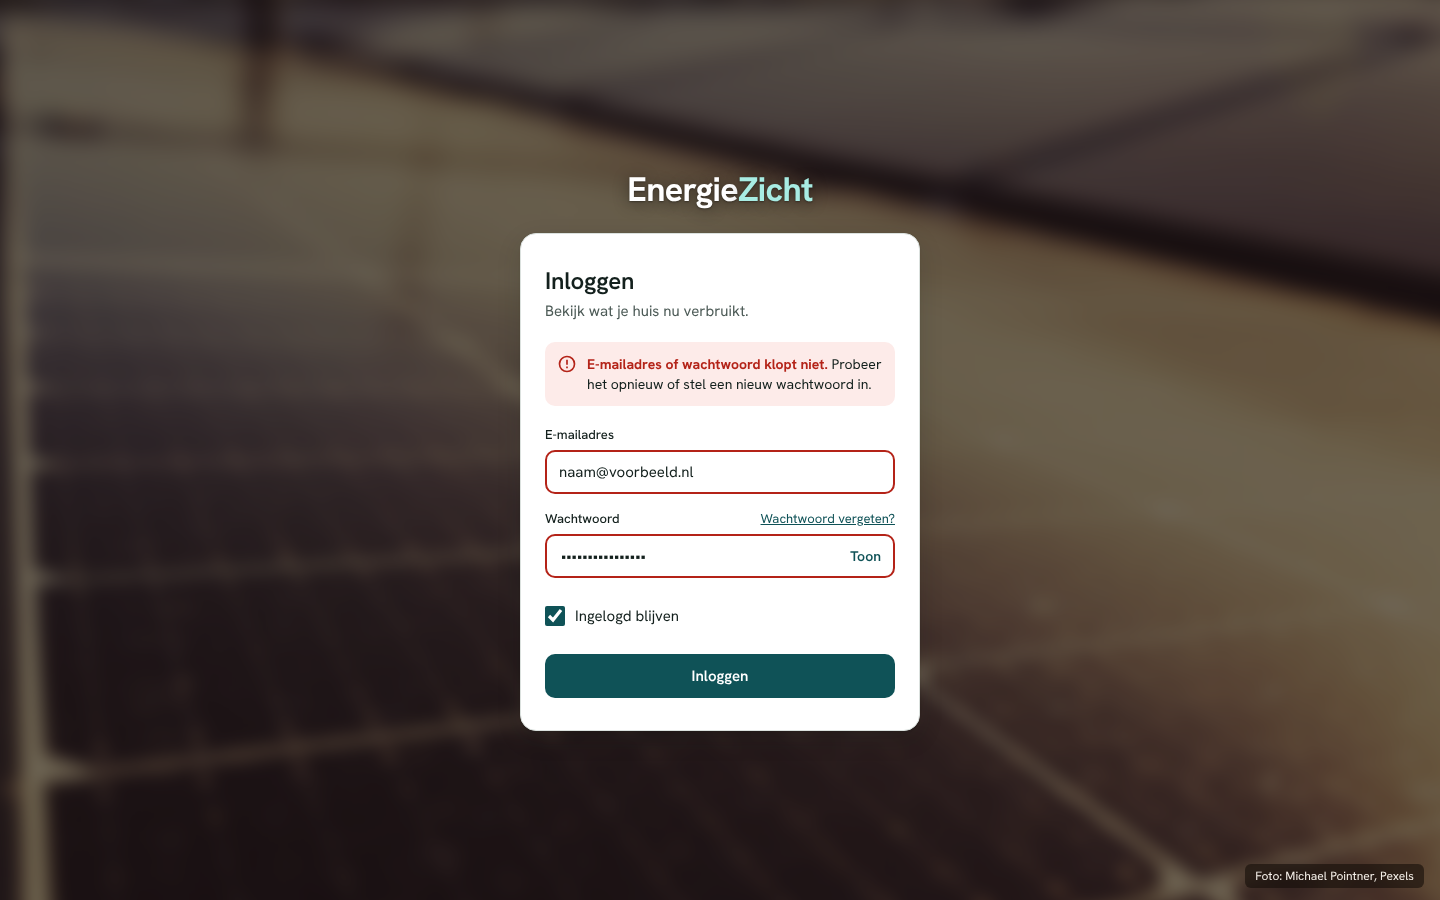 EnergieZicht
Inloggen
Bekijk wat je huis nu verbruikt.
E-mailadres of wachtwoord klopt niet. Probeer
het opnieuw of stel een nieuw wachtwoord in.
E-mailadres
naam@voorbeeld.nl
Wachtwoord Wachtwoord vergeten?
•••••••••••••••• Toon
Ingelogd blijven
Inloggen
Foto: Michael Pointner, Pexels